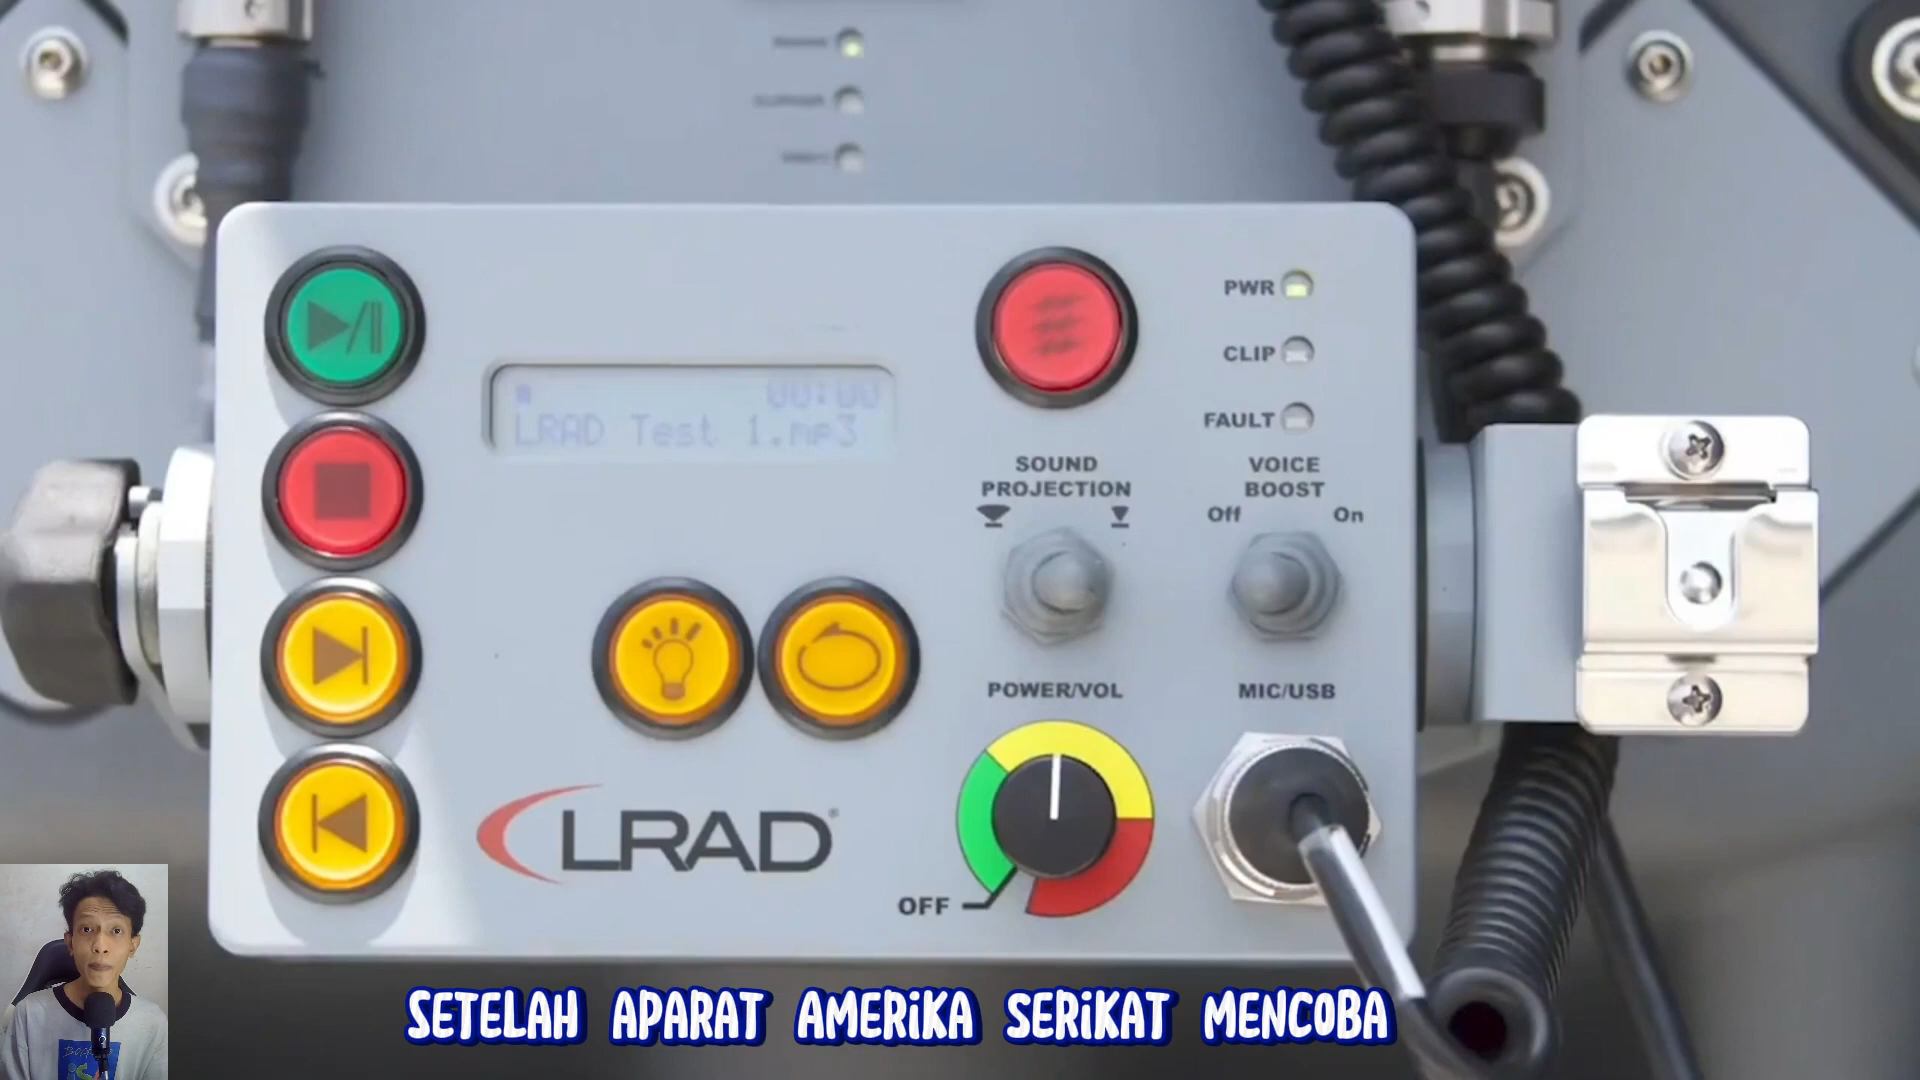 PWR
CLIP
FAULT
00:00
LRAD Test 1.mp3
SOUND
PROJECTION
VOICE
BOOST
Off
On
POWER/VOL
MIC/USB
LRAD®
OFF
SETELAH APARAT AMERIKA SERIKAT MENCOBA